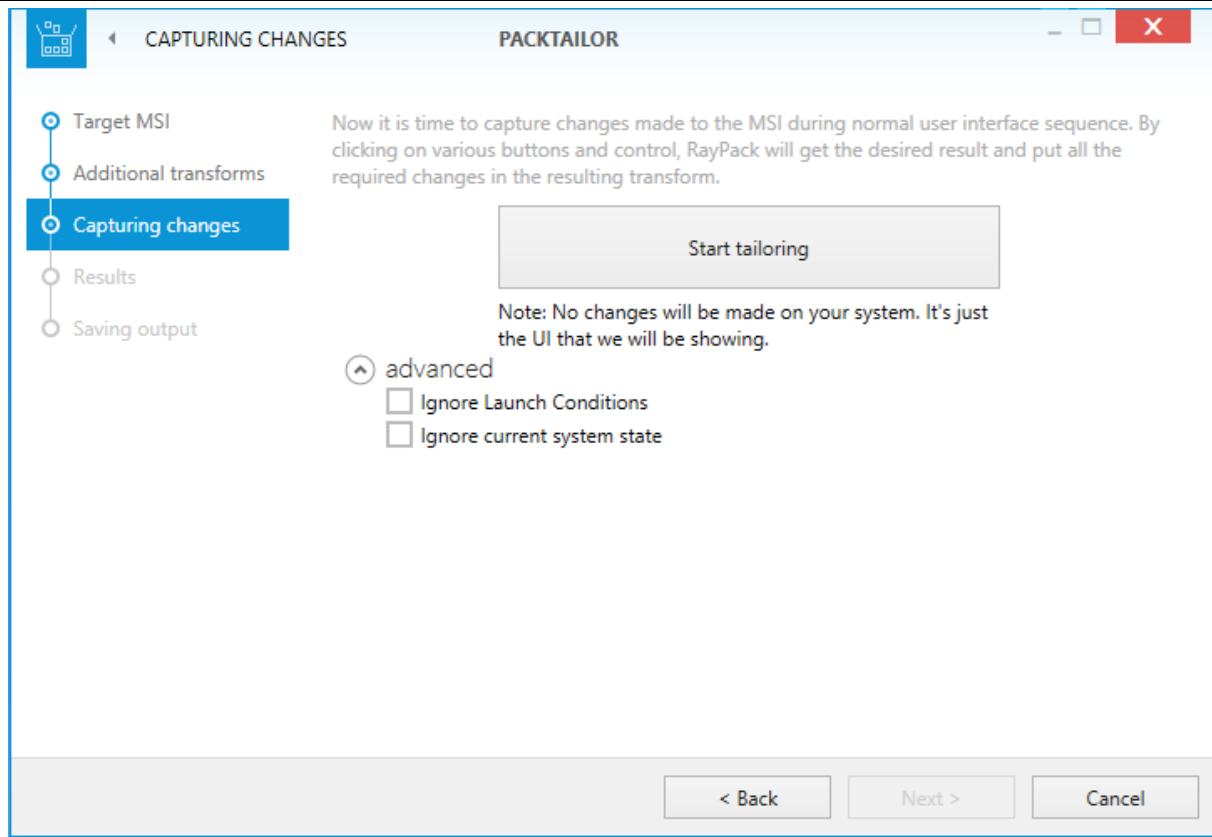 CAPTURING CHANGES
PACKTAILOR
Target MSI
Additional transforms
Capturing changes
Results
Saving output
Now it is time to capture changes made to the MSI during normal user interface sequence. By
clicking on various buttons and control, RayPack will get the desired result and put all the
required changes in the resulting transform.
Start tailoring
Note: No changes will be made on your system. It's just
the UI that we will be showing.
advanced
Ignore Launch Conditions
Ignore current system state
< Back
Next >
Cancel